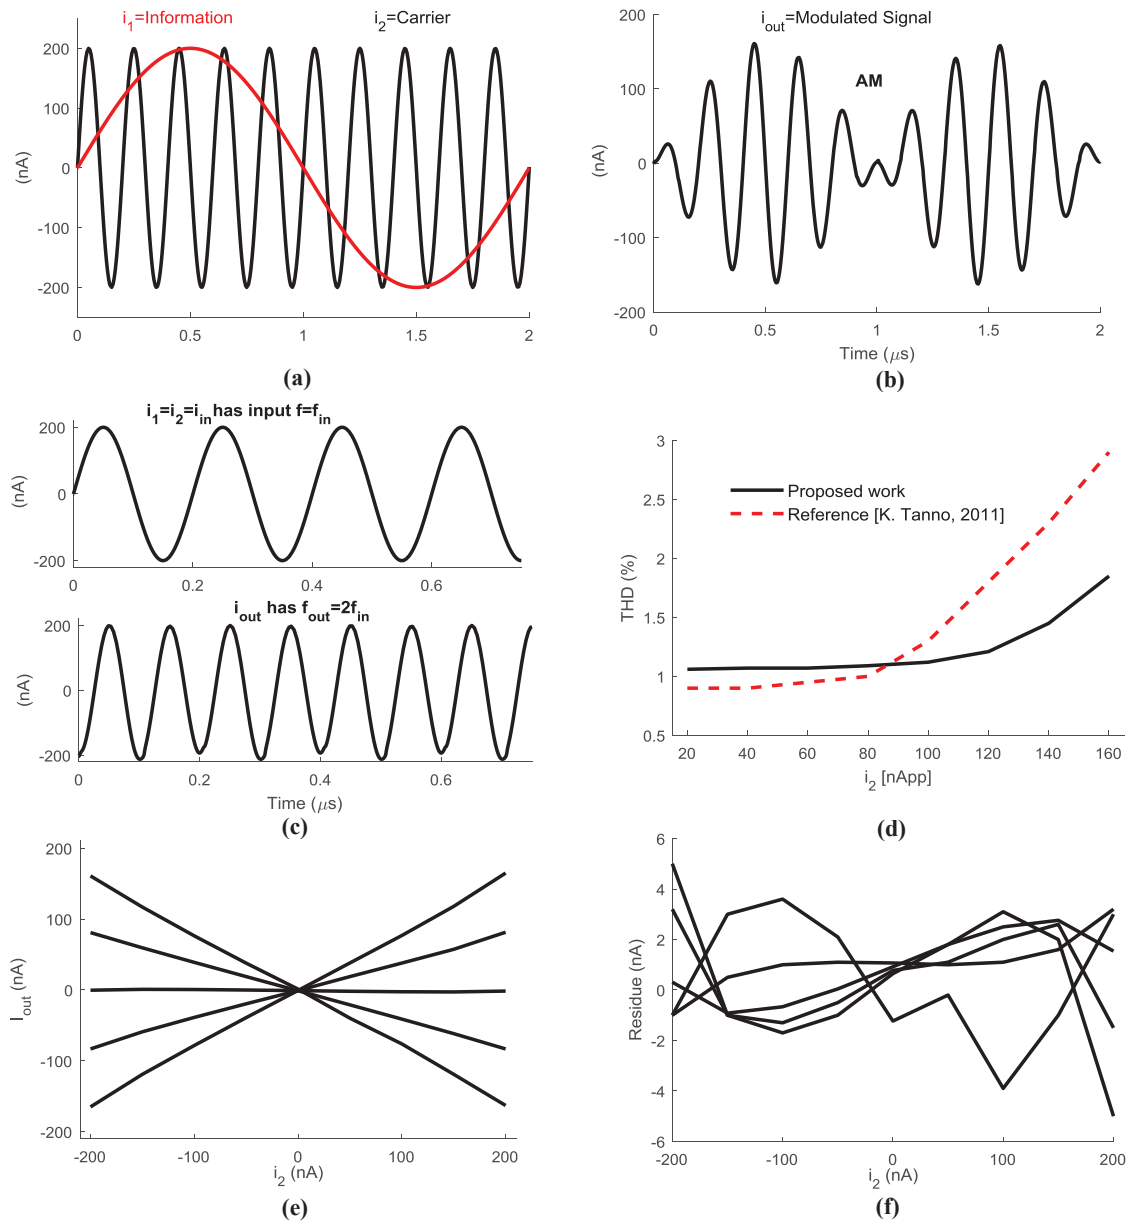 i1=Information
i2=Carrier
200
100
0
-100
-200
(nA)
0
0.5
1
1.5
2
(a)
iout=Modulated Signal
AM
200
100
0
-100
-200
(nA)
0
0.5
1
1.5
2
Time (μs)
(b)
i1=i2=iin has input f=fin
200
0
-200
(nA)
0
0.2
0.4
0.6
iout has fout=2fin
200
0
-200
(nA)
0
0.2
0.4
0.6
Time (μs)
(c)
3
2.5
2
1.5
1
0.5
THD (%)
Proposed work
Reference [K. Tanno, 2011]
20
40
60
80
100
120
140
160
i2 [nApp]
(d)
200
100
0
-100
-200
Iout (nA)
-200
-100
0
100
200
i2 (nA)
(e)
6
4
2
0
-2
-4
-6
Residue (nA)
-200
-100
0
100
200
i2 (nA)
(f)